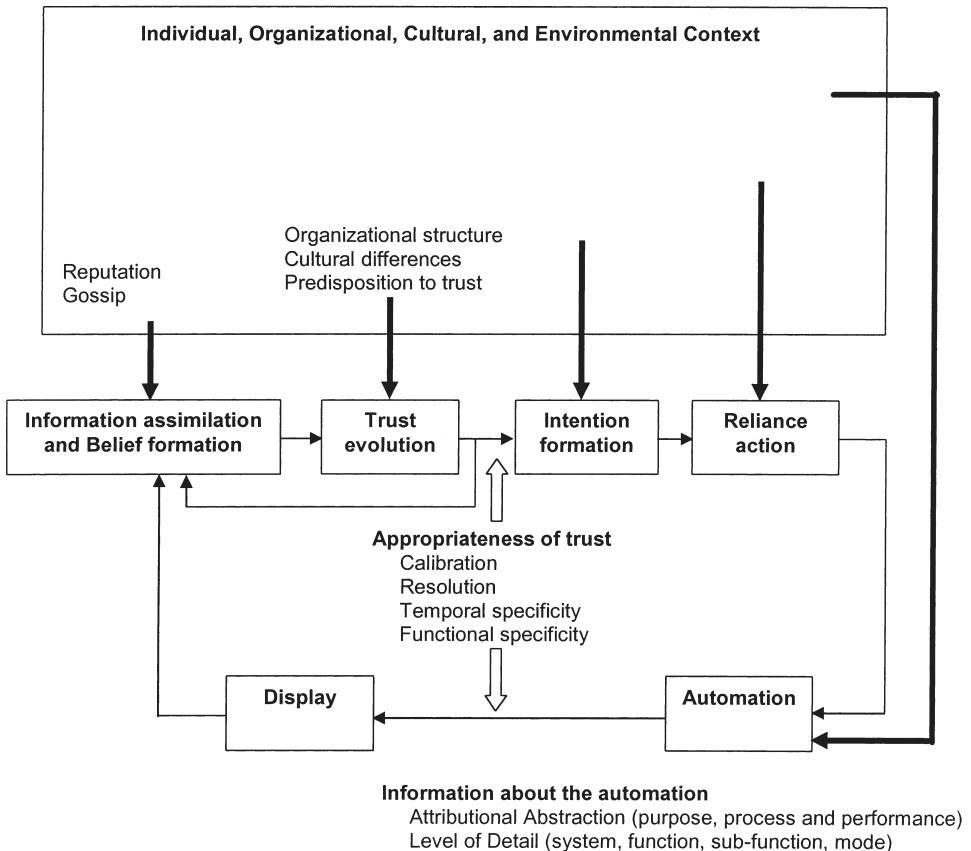 Individual, Organizational, Cultural, and Environmental Context
Organizational structure
Cultural differences
Predisposition to trust
Reputation
Gossip
Information assimilation
and Belief formation
Trust
evolution
Intention
formation
Reliance
action
Appropriateness of trust
Calibration
Resolution
Temporal specificity
Functional specificity
Display
Automation
Information about the automation
Attributional Abstraction (purpose, process and performance)
Level of Detail (system, function, sub-function, mode)